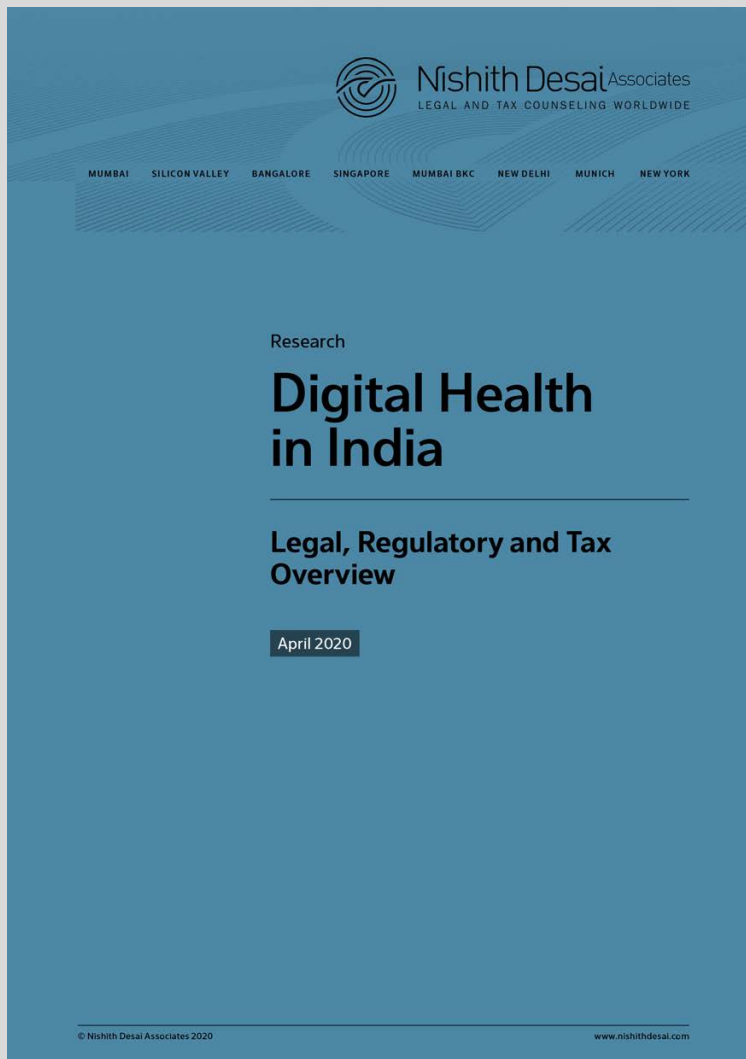 Nishith Desai Associates
LEGAL AND TAX COUNSELING WORLDWIDE
MUMBAI SILICON VALLEY BANGALORE SINGAPORE MUMBAI BKC NEW DELHI MUNICH NEW YORK
Research
Digital Health
in India
Legal, Regulatory and Tax
Overview
April 2020
© Nishith Desai Associates 2020 www.nishithdesai.com